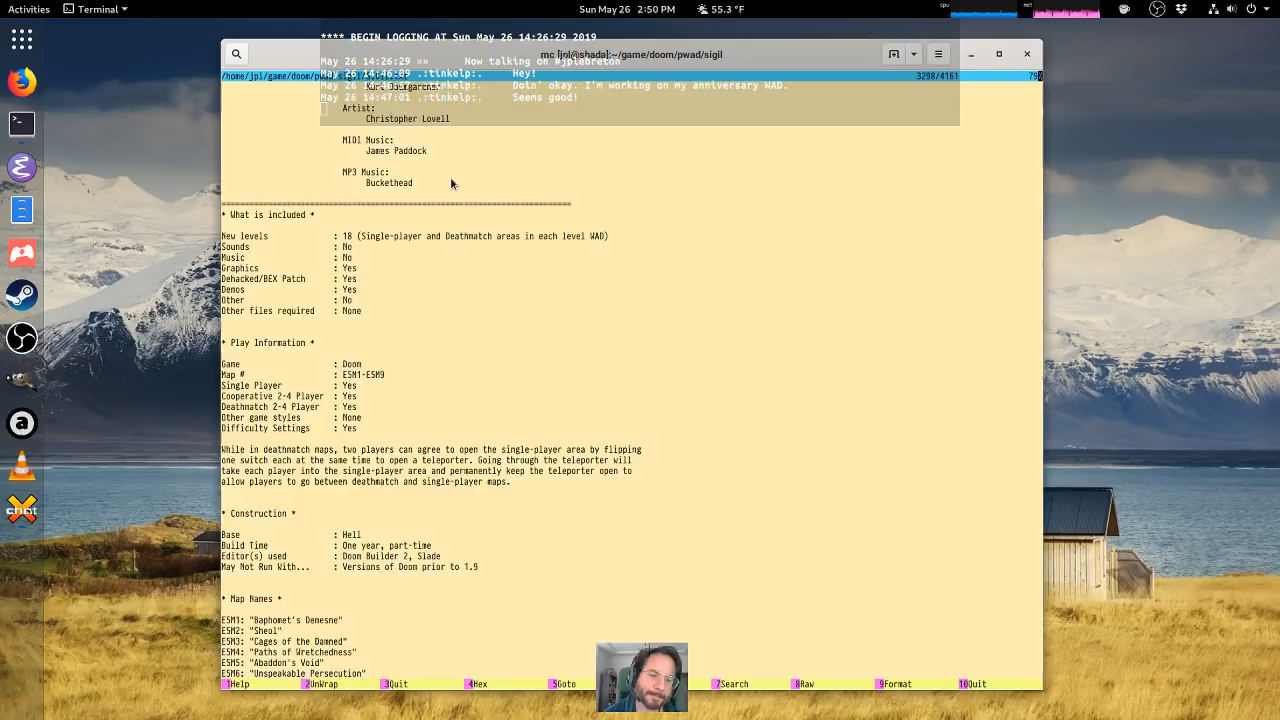 Activities
Terminal
Sun May 26 2:50 PM
55.3 °F
cpu
net
**** BEGIN LOGGING AT Sun May 26 14:26:29 2019
mc [jpl@shada]:~/game/doom/pwad/sigil
May 26 14:26:29 »» Now talking on #jplebreton
May 26 14:46:09 .:tinkelp:. Hey!
/home/jpl/game/doom/pwad/sigil
3298/4161
79%
Doin' okay. I'm working on my anniversary WAD.
May 26 14:47:01 .:tinkelp:. Seems good!
Artist:
Christopher Lovell
MIDI Music:
James Paddock
MP3 Music:
Buckethead
===========================================================================
* What is included *
New levels : 18 (Single-player and Deathmatch areas in each level WAD)
Sounds : No
Music : No
Graphics : Yes
Dehacked/BEX Patch : Yes
Demos : Yes
Other : No
Other files required : None
* Play Information *
Game : Doom
Map # : E5M1-E5M9
Single Player : Yes
Cooperative 2-4 Player : Yes
Deathmatch 2-4 Player : Yes
Other game styles : None
Difficulty Settings : Yes
While in deathmatch maps, two players can agree to open the single-player area by flipping
one switch each at the same time to open a teleporter. Going through the teleporter will
take each player into the single-player area and permanently keep the teleporter open to
allow players to go between deathmatch and single-player maps.
* Construction *
Base : Hell
Build Time : One year, part-time
Editor(s) used : Doom Builder 2, Slade
May Not Run With... : Versions of Doom prior to 1.9
* Map Names *
E5M1: "Baphomet's Demesne"
E5M2: "Sheol"
E5M3: "Cages of the Damned"
E5M4: "Paths of Wretchedness"
E5M5: "Abaddon's Void"
E5M6: "Unspeakable Persecution"
1Help 2UnWrap 3Quit 4Hex 5Goto 7Search 8Raw 9Format 10Quit